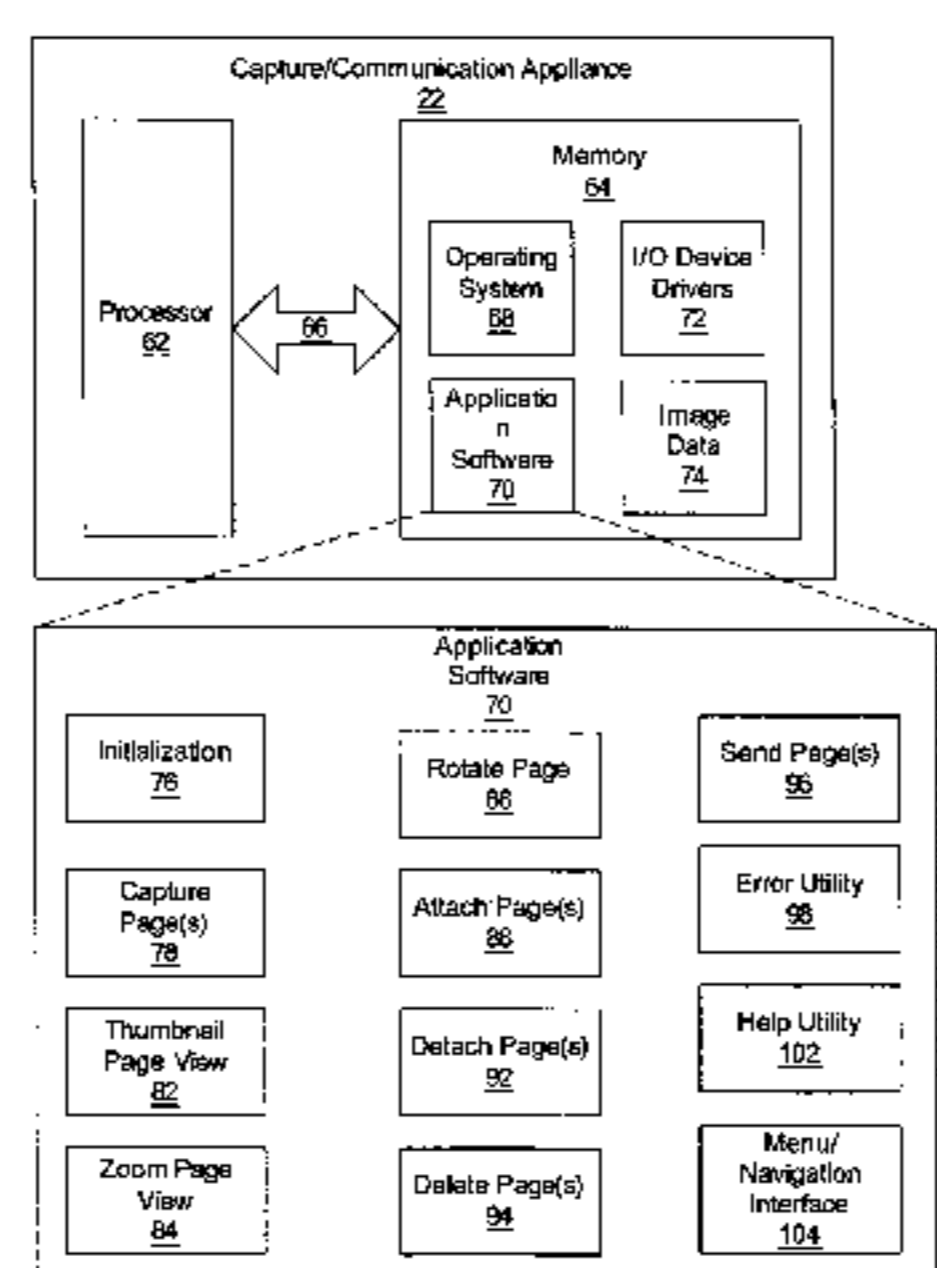 Capture/Communication Appliance
22
Memory
64
Processor
62
66
Operating
System
68
I/O Device
Drivers
72
Applicatio
n
Software
70
Image
Data
74
Application
Software
70
Initialization
76
Capture
Page(s)
78
Thumbnail
Page View
82
Zoom Page
View
84
Rotate Page
86
Attach Page(s)
88
Detach Page(s)
92
Delete Page(s)
94
Send Page(s)
96
Error Utility
98
Help Utility
102
Menu/
Navigation
Interface
104